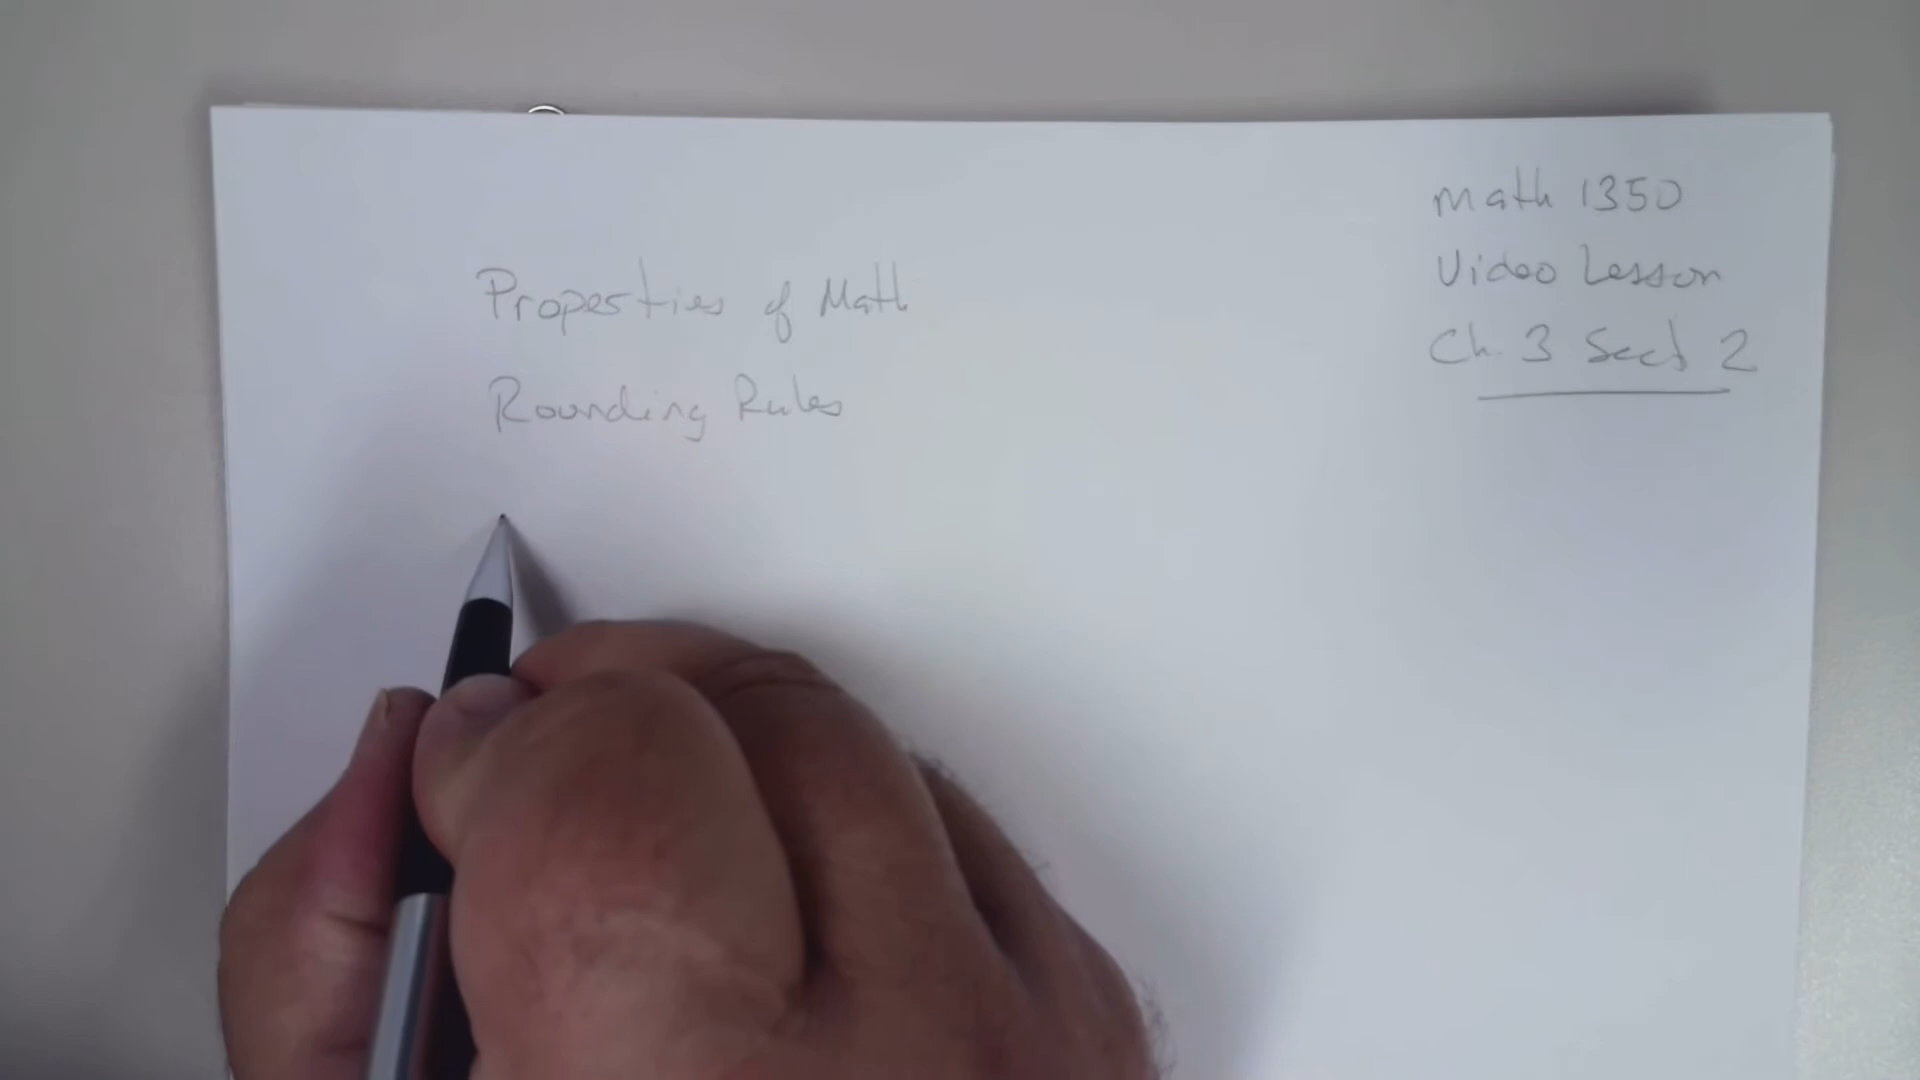 Math 1350
Video Lesson
Ch. 3 Sect 2
Properties of Math
Rounding Rules